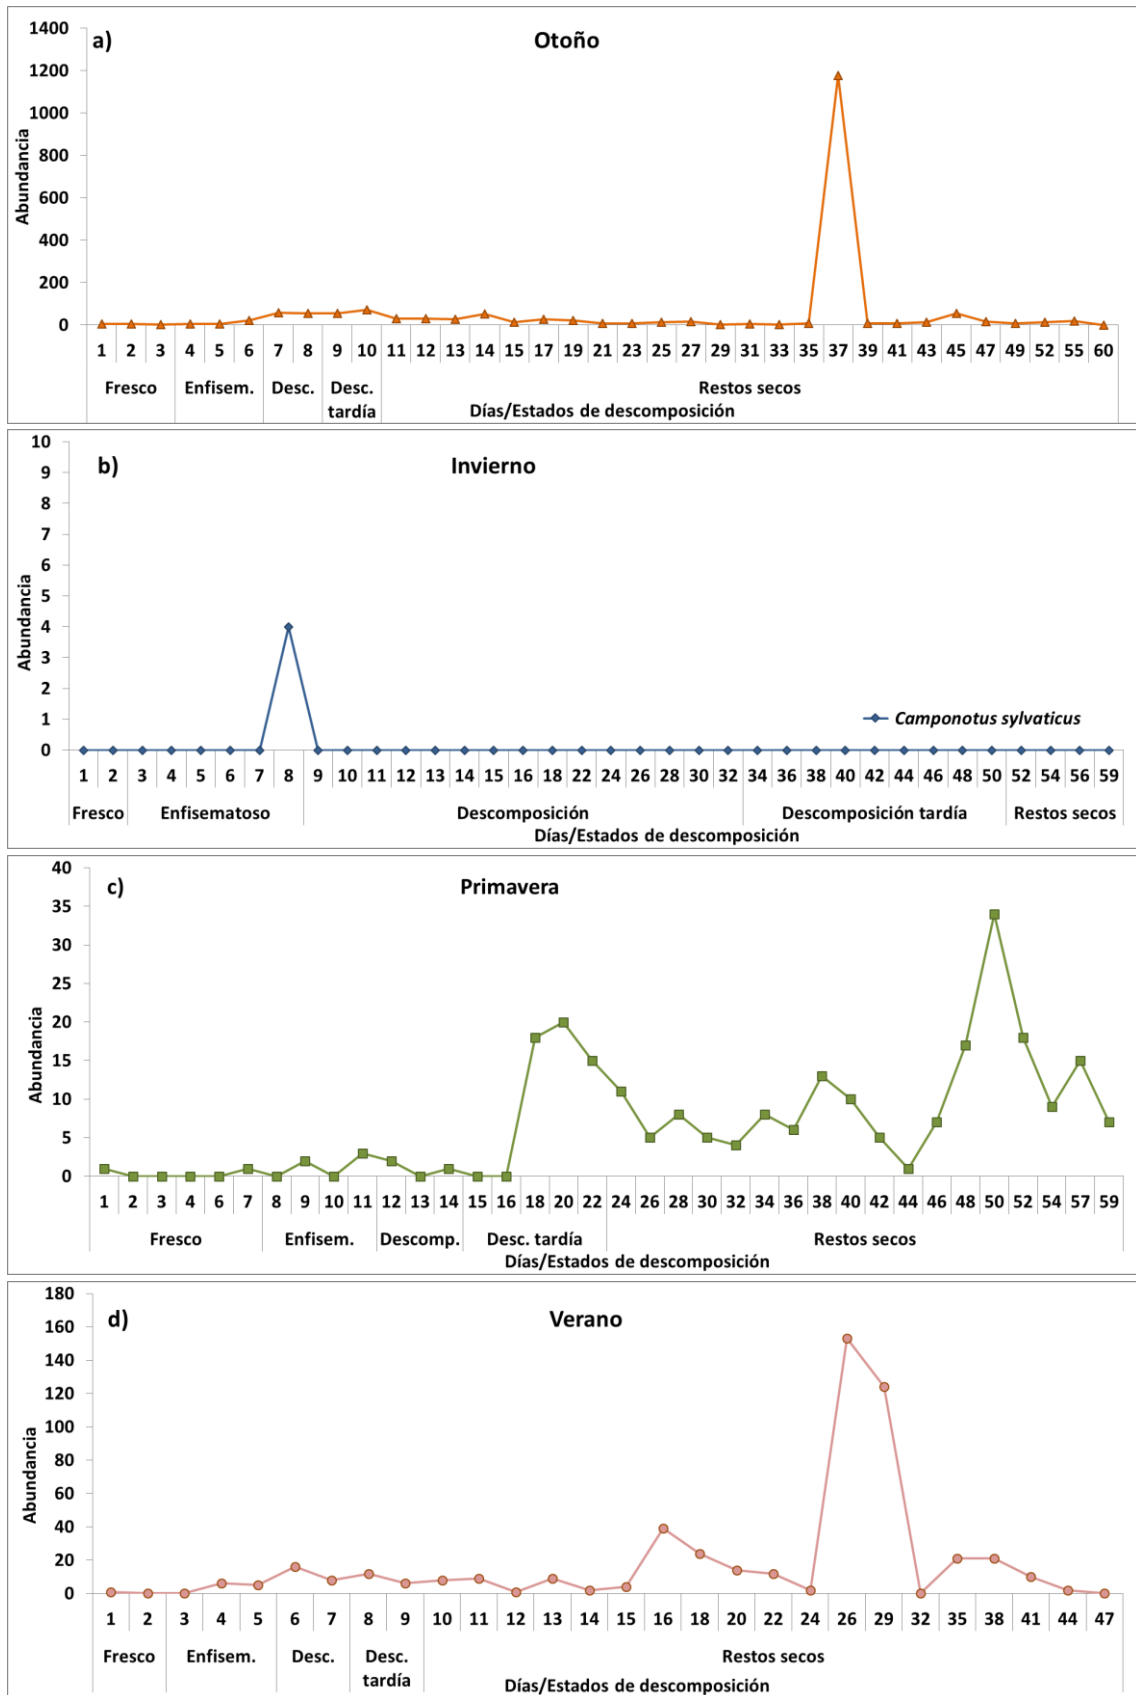 a)
Otoño
Abundancia
1400
1200
1000
800
600
400
200
0
1 2 3 4 5 6 7 8 9 10 11 12 13 14 15 17 19 21 23 25 27 29 31 33 35 37 39 41 43 45 47 49 52 55 60
Fresco Enfisem. Desc. Desc. tardía Restos secos
Días/Estados de descomposición
b)
Invierno
Abundancia
10
9
8
7
6
5
4
3
2
1
0
Camponotus sylvaticus
1 2 3 4 5 6 7 8 9 10 11 12 13 14 15 16 18 22 24 26 28 30 32 34 36 38 40 42 44 46 48 50 52 54 56 59
Fresco Enfisematoso Descomposición Descomposición tardía Restos secos
Días/Estados de descomposición
c)
Primavera
Abundancia
40
35
30
25
20
15
10
5
0
1 2 3 4 6 7 8 9 10 11 12 13 14 15 16 18 20 22 24 26 28 30 32 34 36 38 40 42 44 46 48 50 52 54 57 59
Fresco Enfisem. Descomp. Desc. tardía Restos secos
Días/Estados de descomposición
d)
Verano
Abundancia
180
160
140
120
100
80
60
40
20
0
1 2 3 4 5 6 7 8 9 10 11 12 13 14 15 16 18 20 22 24 26 29 32 35 38 41 44 47
Fresco Enfisem. Desc. Desc. tardía Restos secos
Días/Estados de descomposición